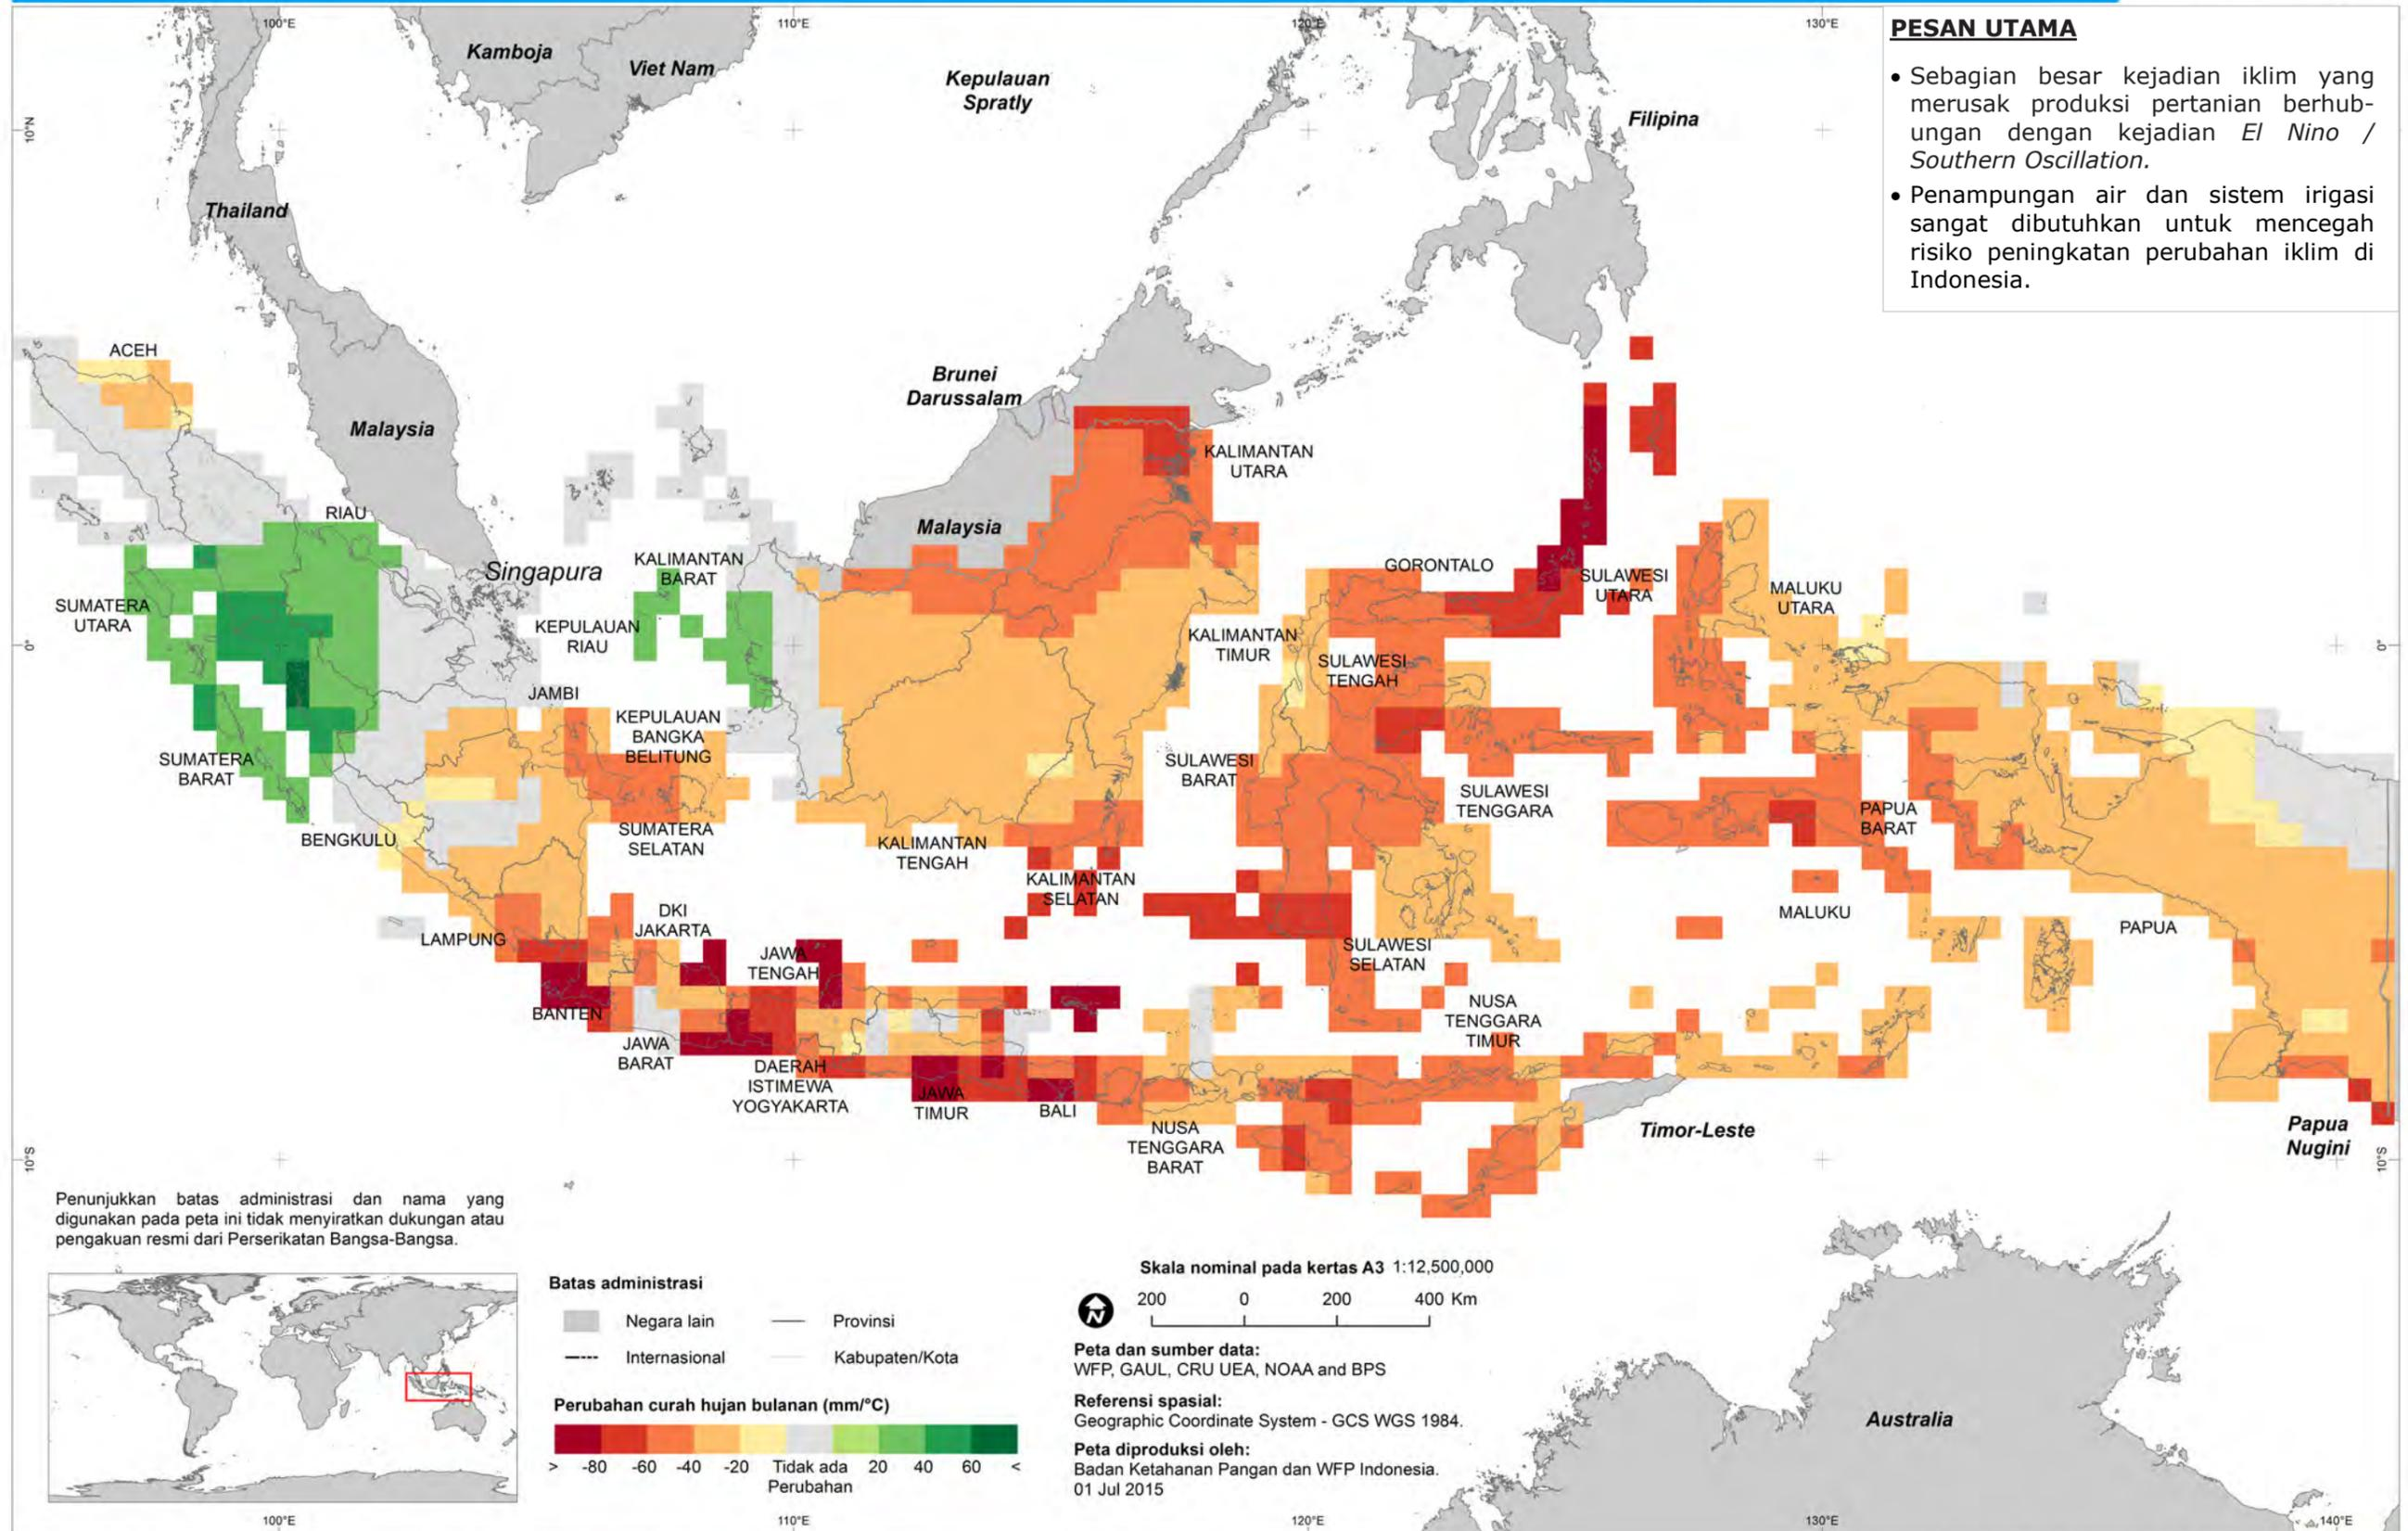 100°E
110°E
120°E
130°E
PESAN UTAMA
• Sebagian besar kejadian iklim yang
merusak produksi pertanian berhub-
ungan dengan kejadian El Nino /
Southern Oscillation.
• Penampungan air dan sistem irigasi
sangat dibutuhkan untuk mencegah
risiko peningkatan perubahan iklim di
Indonesia.
Kamboja
Viet Nam
Kepulauan
Spratly
Filipina
10°N
Thailand
ACEH
Malaysia
Brunei
Darussalam
KALIMANTAN
UTARA
RIAU
Malaysia
Singapura
KALIMANTAN
BARAT
GORONTALO
SULAWESI
UTARA
MALUKU
UTARA
SUMATERA
UTARA
KEPULAUAN
RIAU
KALIMANTAN
TIMUR
0°
0°
SULAWESI
TENGAH
JAMBI
KEPULAUAN
BANGKA
BELITUNG
SUMATERA
BARAT
SULAWESI
BARAT
SULAWESI
TENGGARA
PAPUA
BARAT
BENGKULU
SUMATERA
SELATAN
KALIMANTAN
TENGAH
KALIMANTAN
SELATAN
DKI
JAKARTA
MALUKU
PAPUA
LAMPUNG
JAWA
TENGAH
SULAWESI
SELATAN
BANTEN
NUSA
TENGGARA
TIMUR
JAWA
BARAT
DAERAH
ISTIMEWA
YOGYAKARTA
JAWA
TIMUR
BALI
NUSA
TENGGARA
BARAT
Timor-Leste
Papua
Nugini
10°S
10°S
Penunjukkan batas administrasi dan nama yang
digunakan pada peta ini tidak menyiratkan dukungan atau
pengakuan resmi dari Perserikatan Bangsa-Bangsa.
Batas administrasi
Negara lain
Provinsi
Internasional
Kabupaten/Kota
Perubahan curah hujan bulanan (mm/°C)
> -80 -60 -40 -20 Tidak ada 20 40 60 <
Perubahan
Skala nominal pada kertas A3 1:12,500,000
N
200 0 200 400 Km
Peta dan sumber data:
WFP, GAUL, CRU UEA, NOAA and BPS
Referensi spasial:
Geographic Coordinate System - GCS WGS 1984.
Peta diproduksi oleh:
Badan Ketahanan Pangan dan WFP Indonesia.
01 Jul 2015
Australia
100°E
110°E
120°E
130°E
140°E